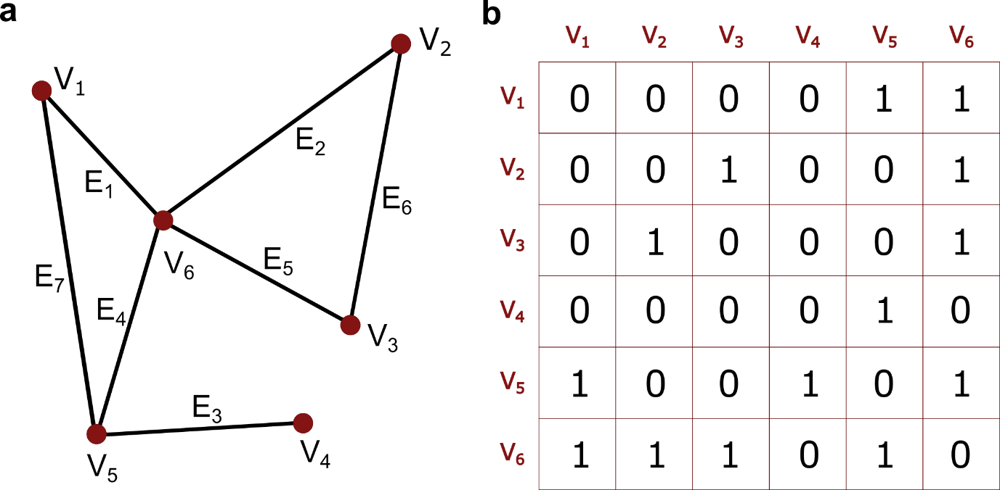 a
V1
V2
E2
E1
E6
E5
V6
E7
E4
V3
E3
V4
V5
b
V1 V2 V3 V4 V5 V6
V1 0 0 0 0 1 1
V2 0 0 1 0 0 1
V3 0 1 0 0 0 1
V4 0 0 0 0 1 0
V5 1 0 0 1 0 1
V6 1 1 1 0 1 0